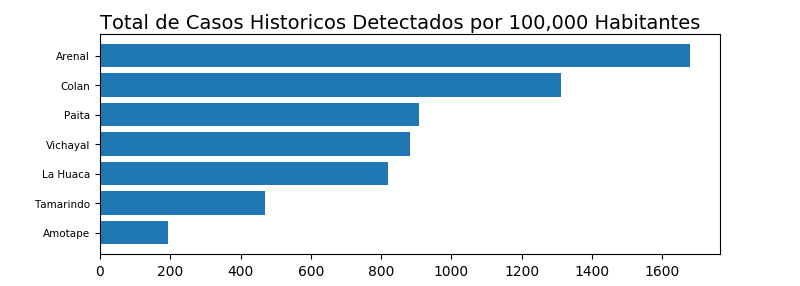 Total de Casos Historicos Detectados por 100,000 Habitantes
Arenal
Colan
Paita
Vichayal
La Huaca
Tamarindo
Amotape
0 200 400 600 800 1000 1200 1400 1600